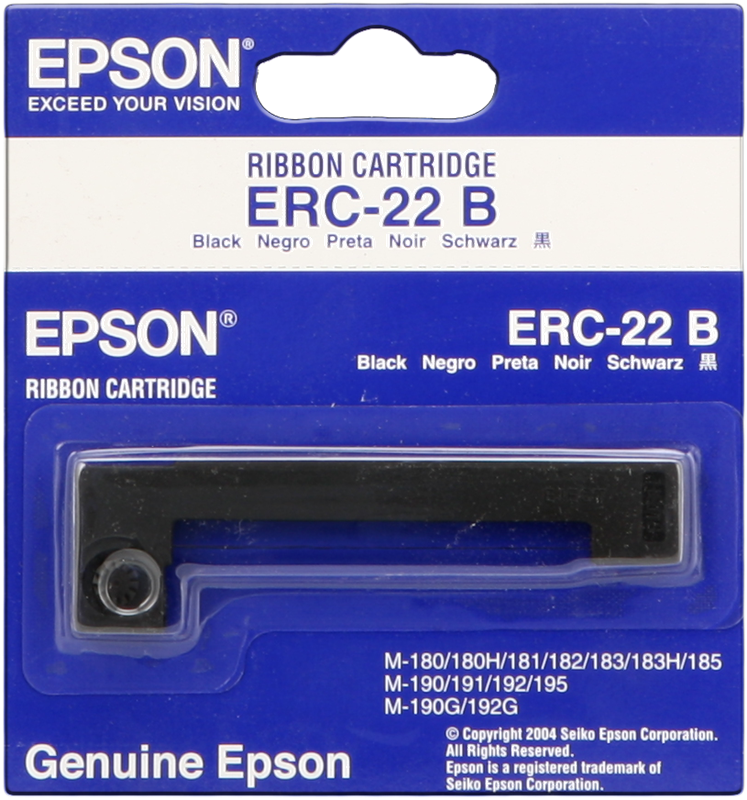 EPSON®
EXCEED YOUR VISION
RIBBON CARTRIDGE
ERC-22 B
Black Negro Preta Noir Schwarz 黒
EPSON®
ERC-22 B
Black Negro Preta Noir Schwarz 黒
RIBBON CARTRIDGE
M-180/180H/181/182/183/183H/185
M-190/191/192/195
M-190G/192G
© Copyright 2004 Seiko Epson Corporation.
All Rights Reserved.
Epson is a registered trademark of
Seiko Epson Corporation.
Genuine Epson